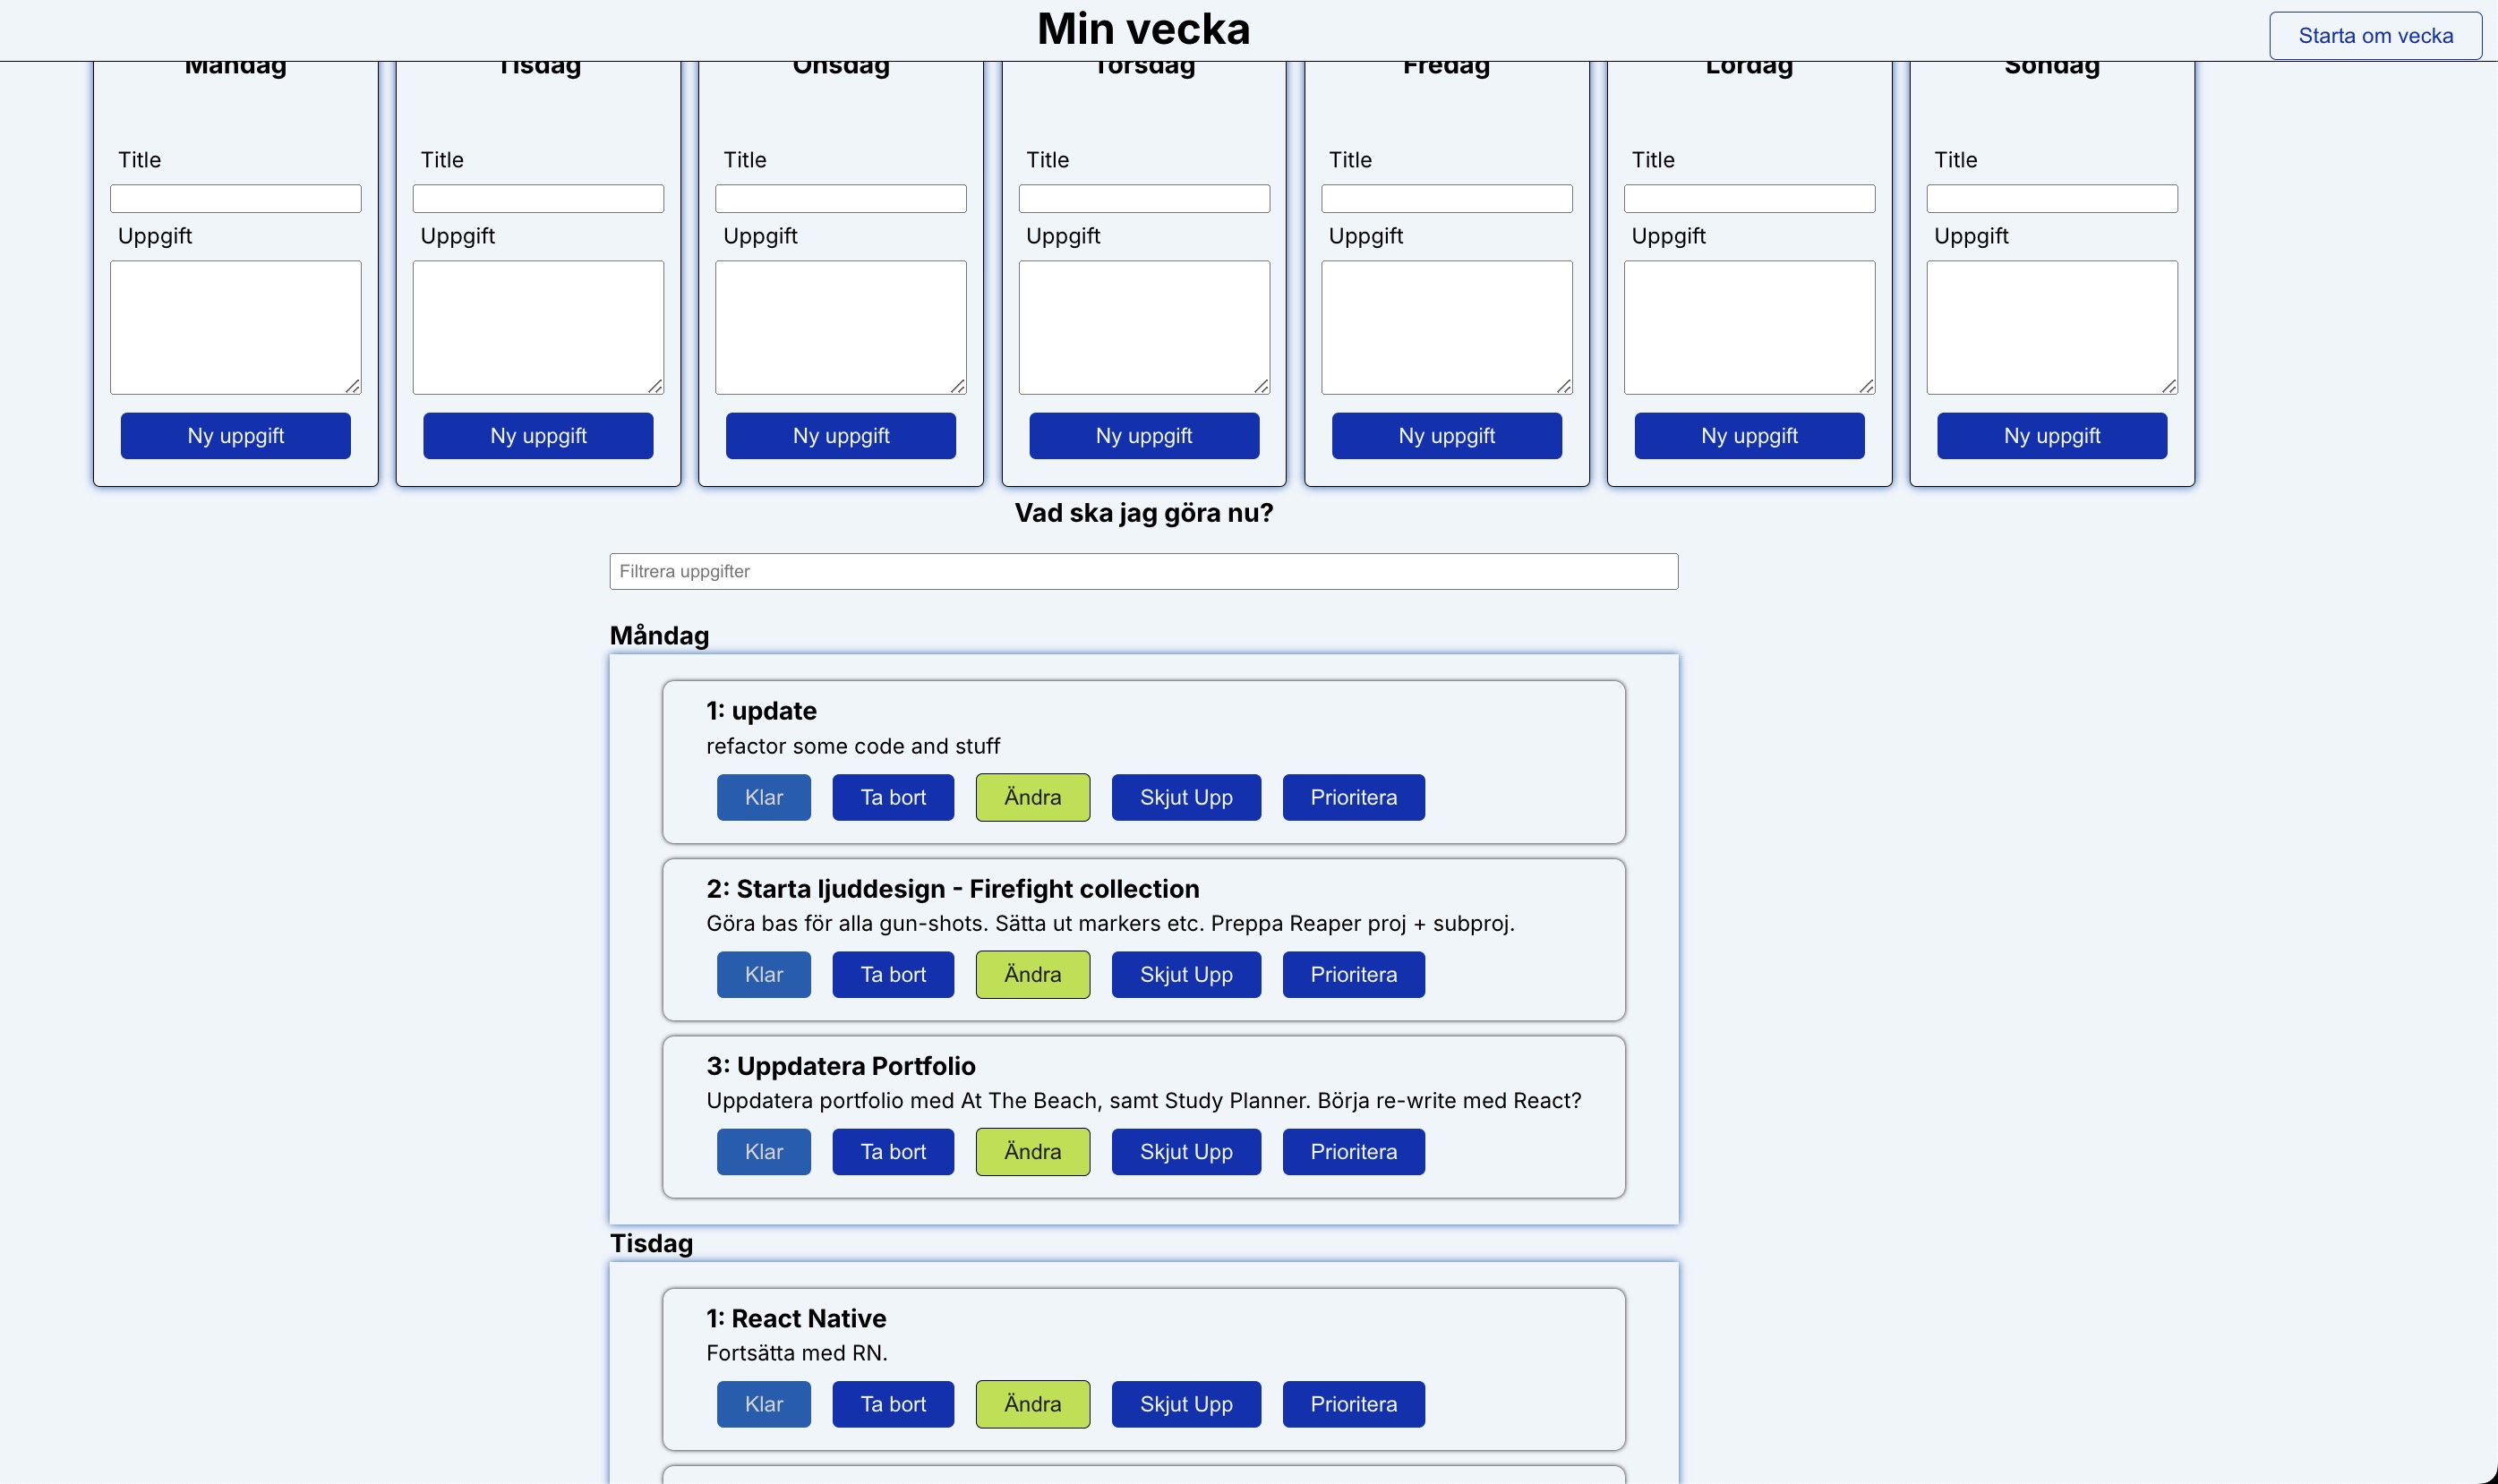 Min vecka
Starta om vecka
Måndag Tisdag Onsdag Torsdag Fredag Lördag Söndag
Title Title Title Title Title Title Title
Uppgift Uppgift Uppgift Uppgift Uppgift Uppgift Uppgift
Ny uppgift Ny uppgift Ny uppgift Ny uppgift Ny uppgift Ny uppgift Ny uppgift
Vad ska jag göra nu?
Filtrera uppgifter
Måndag
1: update
refactor some code and stuff
Klar Ta bort Ändra Skjut Upp Prioritera
2: Starta ljuddesign - Firefight collection
Göra bas för alla gun-shots. Sätta ut markers etc. Preppa Reaper proj + subproj.
Klar Ta bort Ändra Skjut Upp Prioritera
3: Uppdatera Portfolio
Uppdatera portfolio med At The Beach, samt Study Planner. Börja re-write med React?
Klar Ta bort Ändra Skjut Upp Prioritera
Tisdag
1: React Native
Fortsätta med RN.
Klar Ta bort Ändra Skjut Upp Prioritera